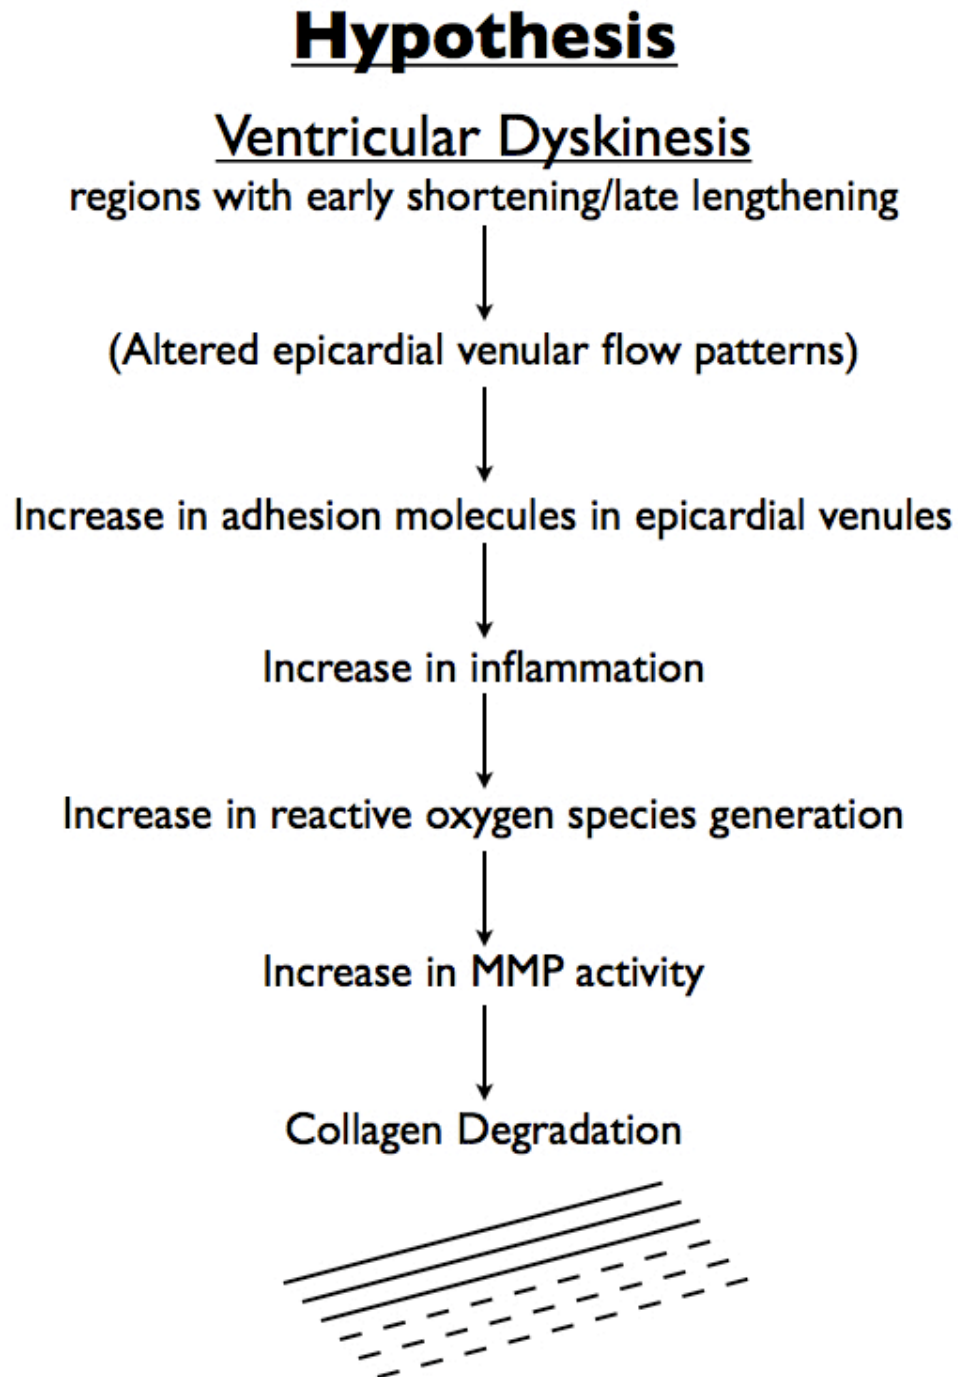 Hypothesis
Ventricular Dyskinesis
regions with early shortening/late lengthening
(Altered epicardial venular flow patterns)
Increase in adhesion molecules in epicardial venules
Increase in inflammation
Increase in reactive oxygen species generation
Increase in MMP activity
Collagen Degradation